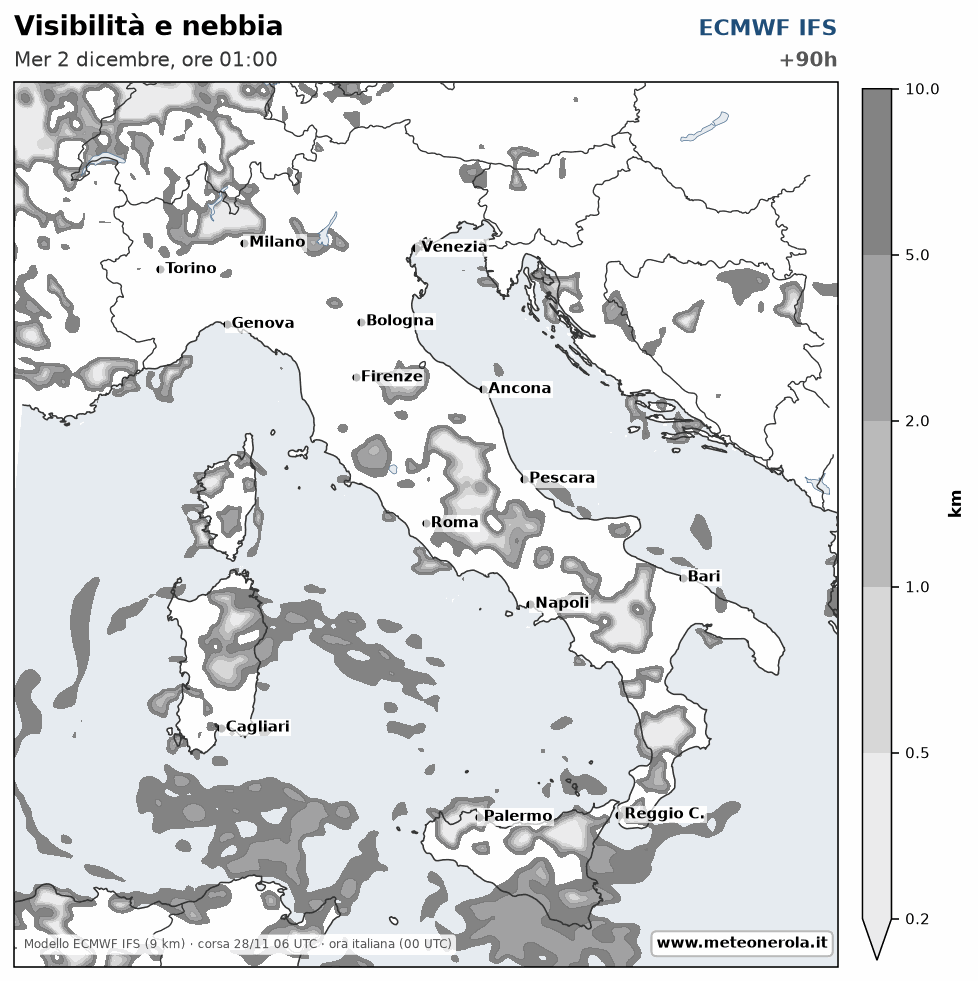 Visibilità e nebbia
ECMWF IFS
Mer 2 dicembre, ore 01:00
+90h
10.0
5.0
2.0
1.0
0.5
0.2
km
Milano
Venezia
Torino
Genova
Bologna
Firenze
Ancona
Pescara
Roma
Bari
Napoli
Cagliari
Palermo
Reggio C.
Modello ECMWF IFS (9 km) · corsa 28/11 06 UTC · ora italiana (00 UTC)
www.meteonerola.it